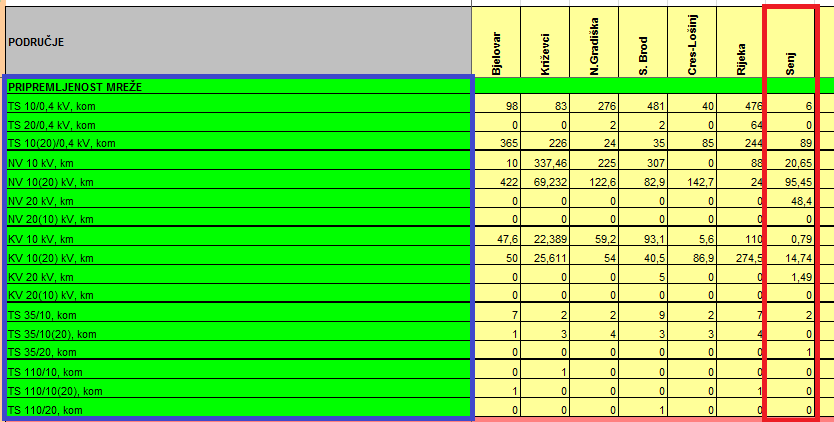 PODRUČJE Bjelovar Križevci N.Gradiška S. Brod Cres-Lošinj Rijeka Senj
PRIPREMLJENOST MREŽE
TS 10/0,4 kV, kom 98 83 276 481 40 476 6
TS 20/0,4 kV, kom 0 0 2 2 0 64 0
TS 10(20)/0,4 kV, kom 365 226 24 35 85 244 89
NV 10 kV, km 10 337,46 225 307 0 88 20,65
NV 10(20) kV, km 422 69,232 122,6 82,9 142,7 24 95,45
NV 20 kV, km 0 0 0 0 0 0 48,4
NV 20(10) kV, km 0 0 0 0 0 0 0
KV 10 kV, km 47,6 22,389 59,2 93,1 5,6 110 0,79
KV 10(20) kV, km 50 25,611 54 40,5 86,9 274,5 14,74
KV 20 kV, km 0 0 0 5 0 0 1,49
KV 20(10) kV, km 0 0 0 0 0 0 0
TS 35/10, kom 7 2 2 9 2 7 2
TS 35/10(20), kom 1 3 4 3 3 4 0
TS 35/20, kom 0 0 0 0 0 0 1
TS 110/10, kom 0 1 0 0 0 0 0
TS 110/10(20), kom 1 0 0 0 0 1 0
TS 110/20, kom 0 0 0 1 0 0 0